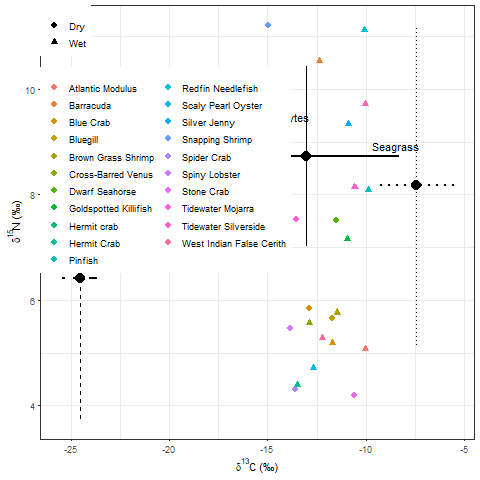 Dry
Wet
Atlantic Modulus
Barracuda
Blue Crab
Bluegill
Brown Grass Shrimp
Cross-Barred Venus
Dwarf Seahorse
Goldspotted Killifish
Hermit crab
Hermit Crab
Pinfish
Redfin Needlefish
Scaly Pearl Oyster
Silver Jenny
Snapping Shrimp
Spider Crab
Spiny Lobster
Stone Crab
Tidewater Mojarra
Tidewater Silverside
West Indian False Cerith
ytes
Seagrass
10
8
6
4
δ15N (‰)
-25
-20
-15
-10
-5
δ13C (‰)